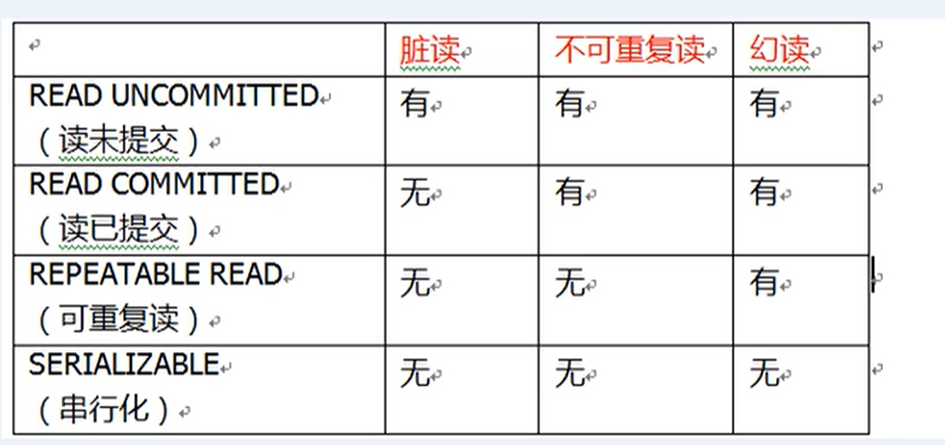 脏读 不可重复读 幻读
READ UNCOMMITTED 有 有 有
（读未提交）
READ COMMITTED 无 有 有
（读已提交）
REPEATABLE READ 无 无 有
（可重复读）
SERIALIZABLE 无 无 无
（串行化）